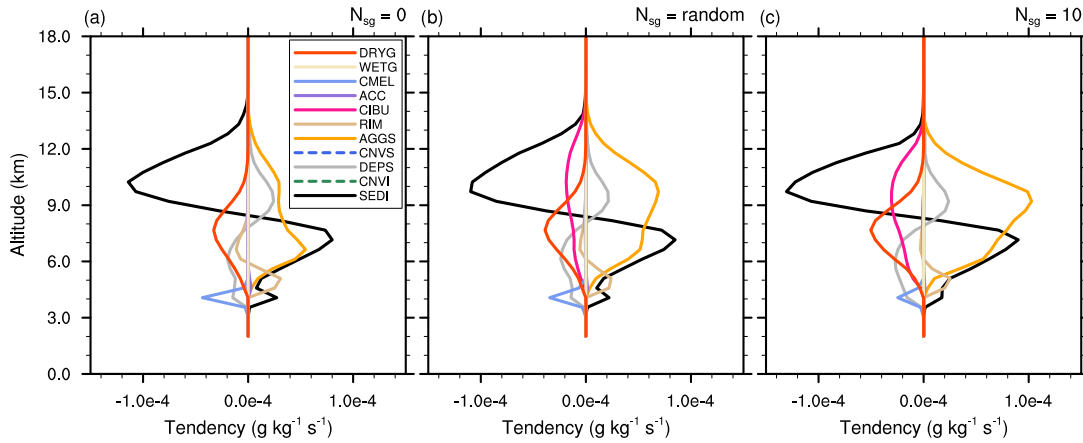 (a) N_sg = 0
(b) N_sg = random
(c) N_sg = 10
18.0
15.0
12.0
9.0
6.0
3.0
0.0
Altitude (km)
DRYG
WETG
CMEL
ACC
CIBU
RIM
AGGS
CNVS
DEPS
CNVI
SEDI
-1.0e-4 0.0e-4 1.0e-4
-1.0e-4 0.0e-4 1.0e-4
-1.0e-4 0.0e-4 1.0e-4
Tendency (g kg⁻¹ s⁻¹)
Tendency (g kg⁻¹ s⁻¹)
Tendency (g kg⁻¹ s⁻¹)